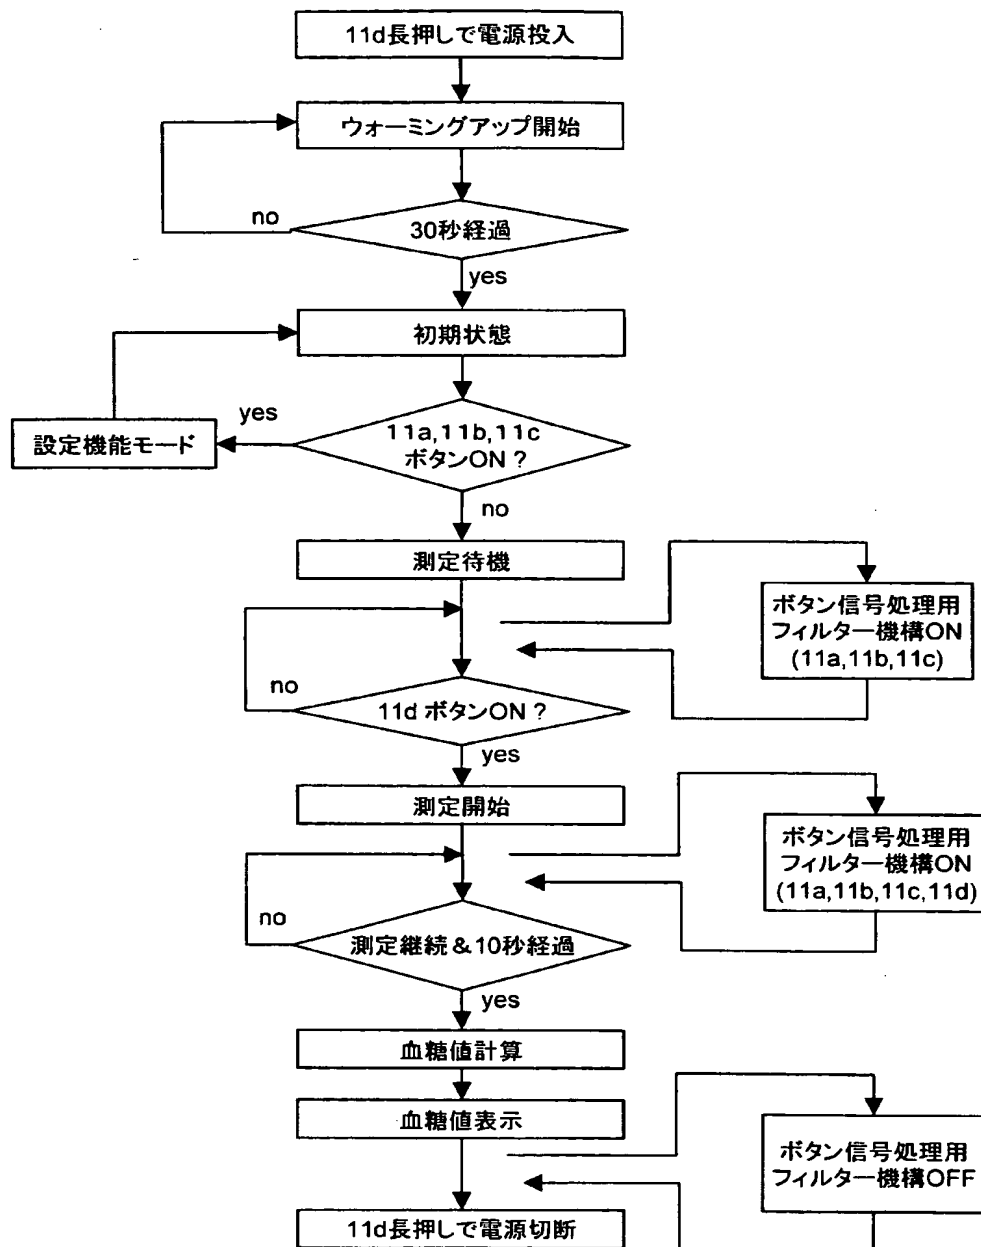 11d長押しで電源投入
ウォーミングアップ開始
no
30秒経過
yes
初期状態
yes
設定機能モード
11a,11b,11c
ボタンON？
no
測定待機
ボタン信号処理用
フィルター機構ON
(11a,11b,11c)
no
11d ボタンON？
yes
測定開始
ボタン信号処理用
フィルター機構ON
(11a,11b,11c,11d)
no
測定継続&10秒経過
yes
血糖値計算
血糖値表示
ボタン信号処理用
フィルター機構OFF
11d長押しで電源切断